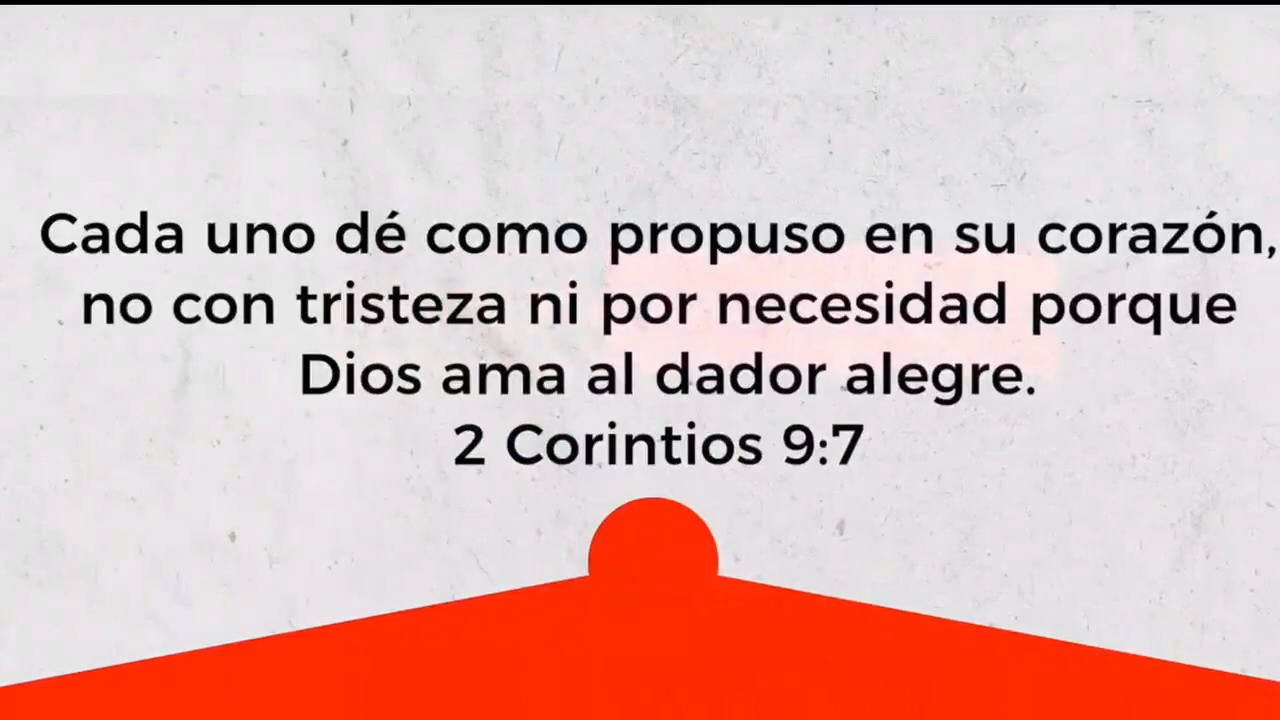 Cada uno dé como propuso en su corazón,
no con tristeza ni por necesidad porque
Dios ama al dador alegre.
2 Corintios 9:7